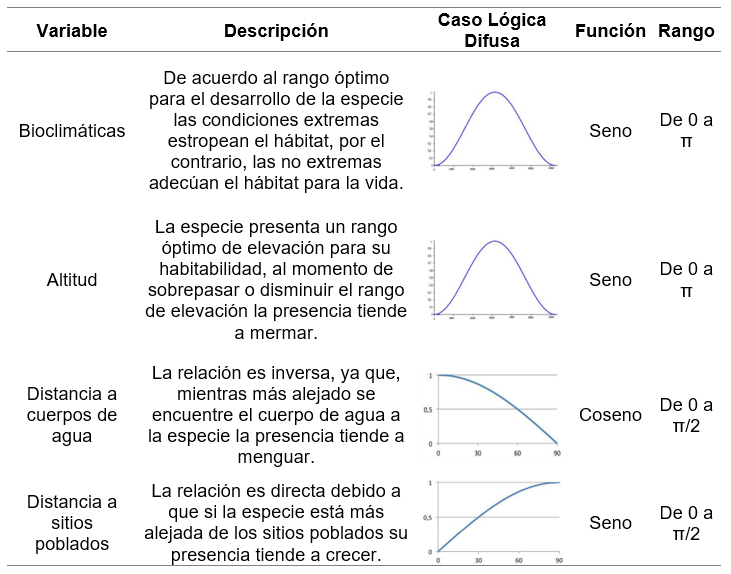 Variable Descripción Caso Lógica Difusa Función Rango
Bioclimáticas
De acuerdo al rango óptimo
para el desarrollo de la especie
las condiciones extremas
estropean el hábitat, por el
contrario, las no extremas
adecúan el hábitat para la vida.
Seno
De 0 a
π
Altitud
La especie presenta un rango
óptimo de elevación para su
habitabilidad, al momento de
sobrepasar o disminuir el rango
de elevación la presencia tiende
a mermar.
Seno
De 0 a
π
Distancia a
cuerpos de
agua
La relación es inversa, ya que,
mientras más alejado se
encuentre el cuerpo de agua a
la especie la presencia tiende a
menguar.
1
0,5
0
0 30 60 90
Coseno
De 0 a
π/2
Distancia a
sitios
poblados
La relación es directa debido a
que si la especie está más
alejada de los sitios poblados su
presencia tiende a crecer.
1
0,5
0
0 30 60 90
Seno
De 0 a
π/2